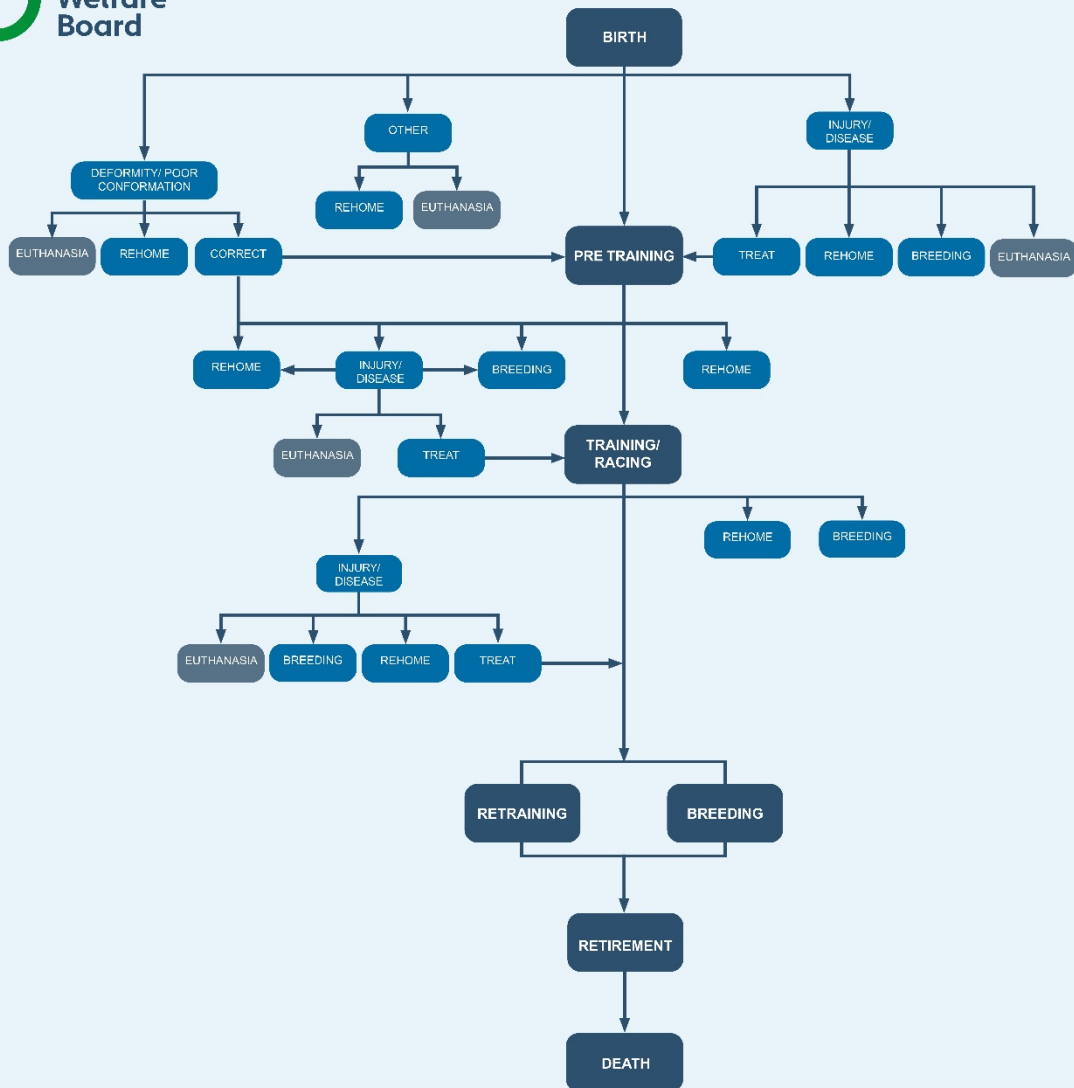 Welfare
Board
BIRTH
OTHER
INJURY/
DISEASE
DEFORMITY/ POOR
CONFORMATION
REHOME
EUTHANASIA
EUTHANASIA
REHOME
CORRECT
PRE TRAINING
TREAT
REHOME
BREEDING
EUTHANASIA
REHOME
INJURY/
DISEASE
BREEDING
REHOME
EUTHANASIA
TREAT
TRAINING/
RACING
REHOME
BREEDING
INJURY/
DISEASE
EUTHANASIA
BREEDING
REHOME
TREAT
RETRAINING
BREEDING
RETIREMENT
DEATH